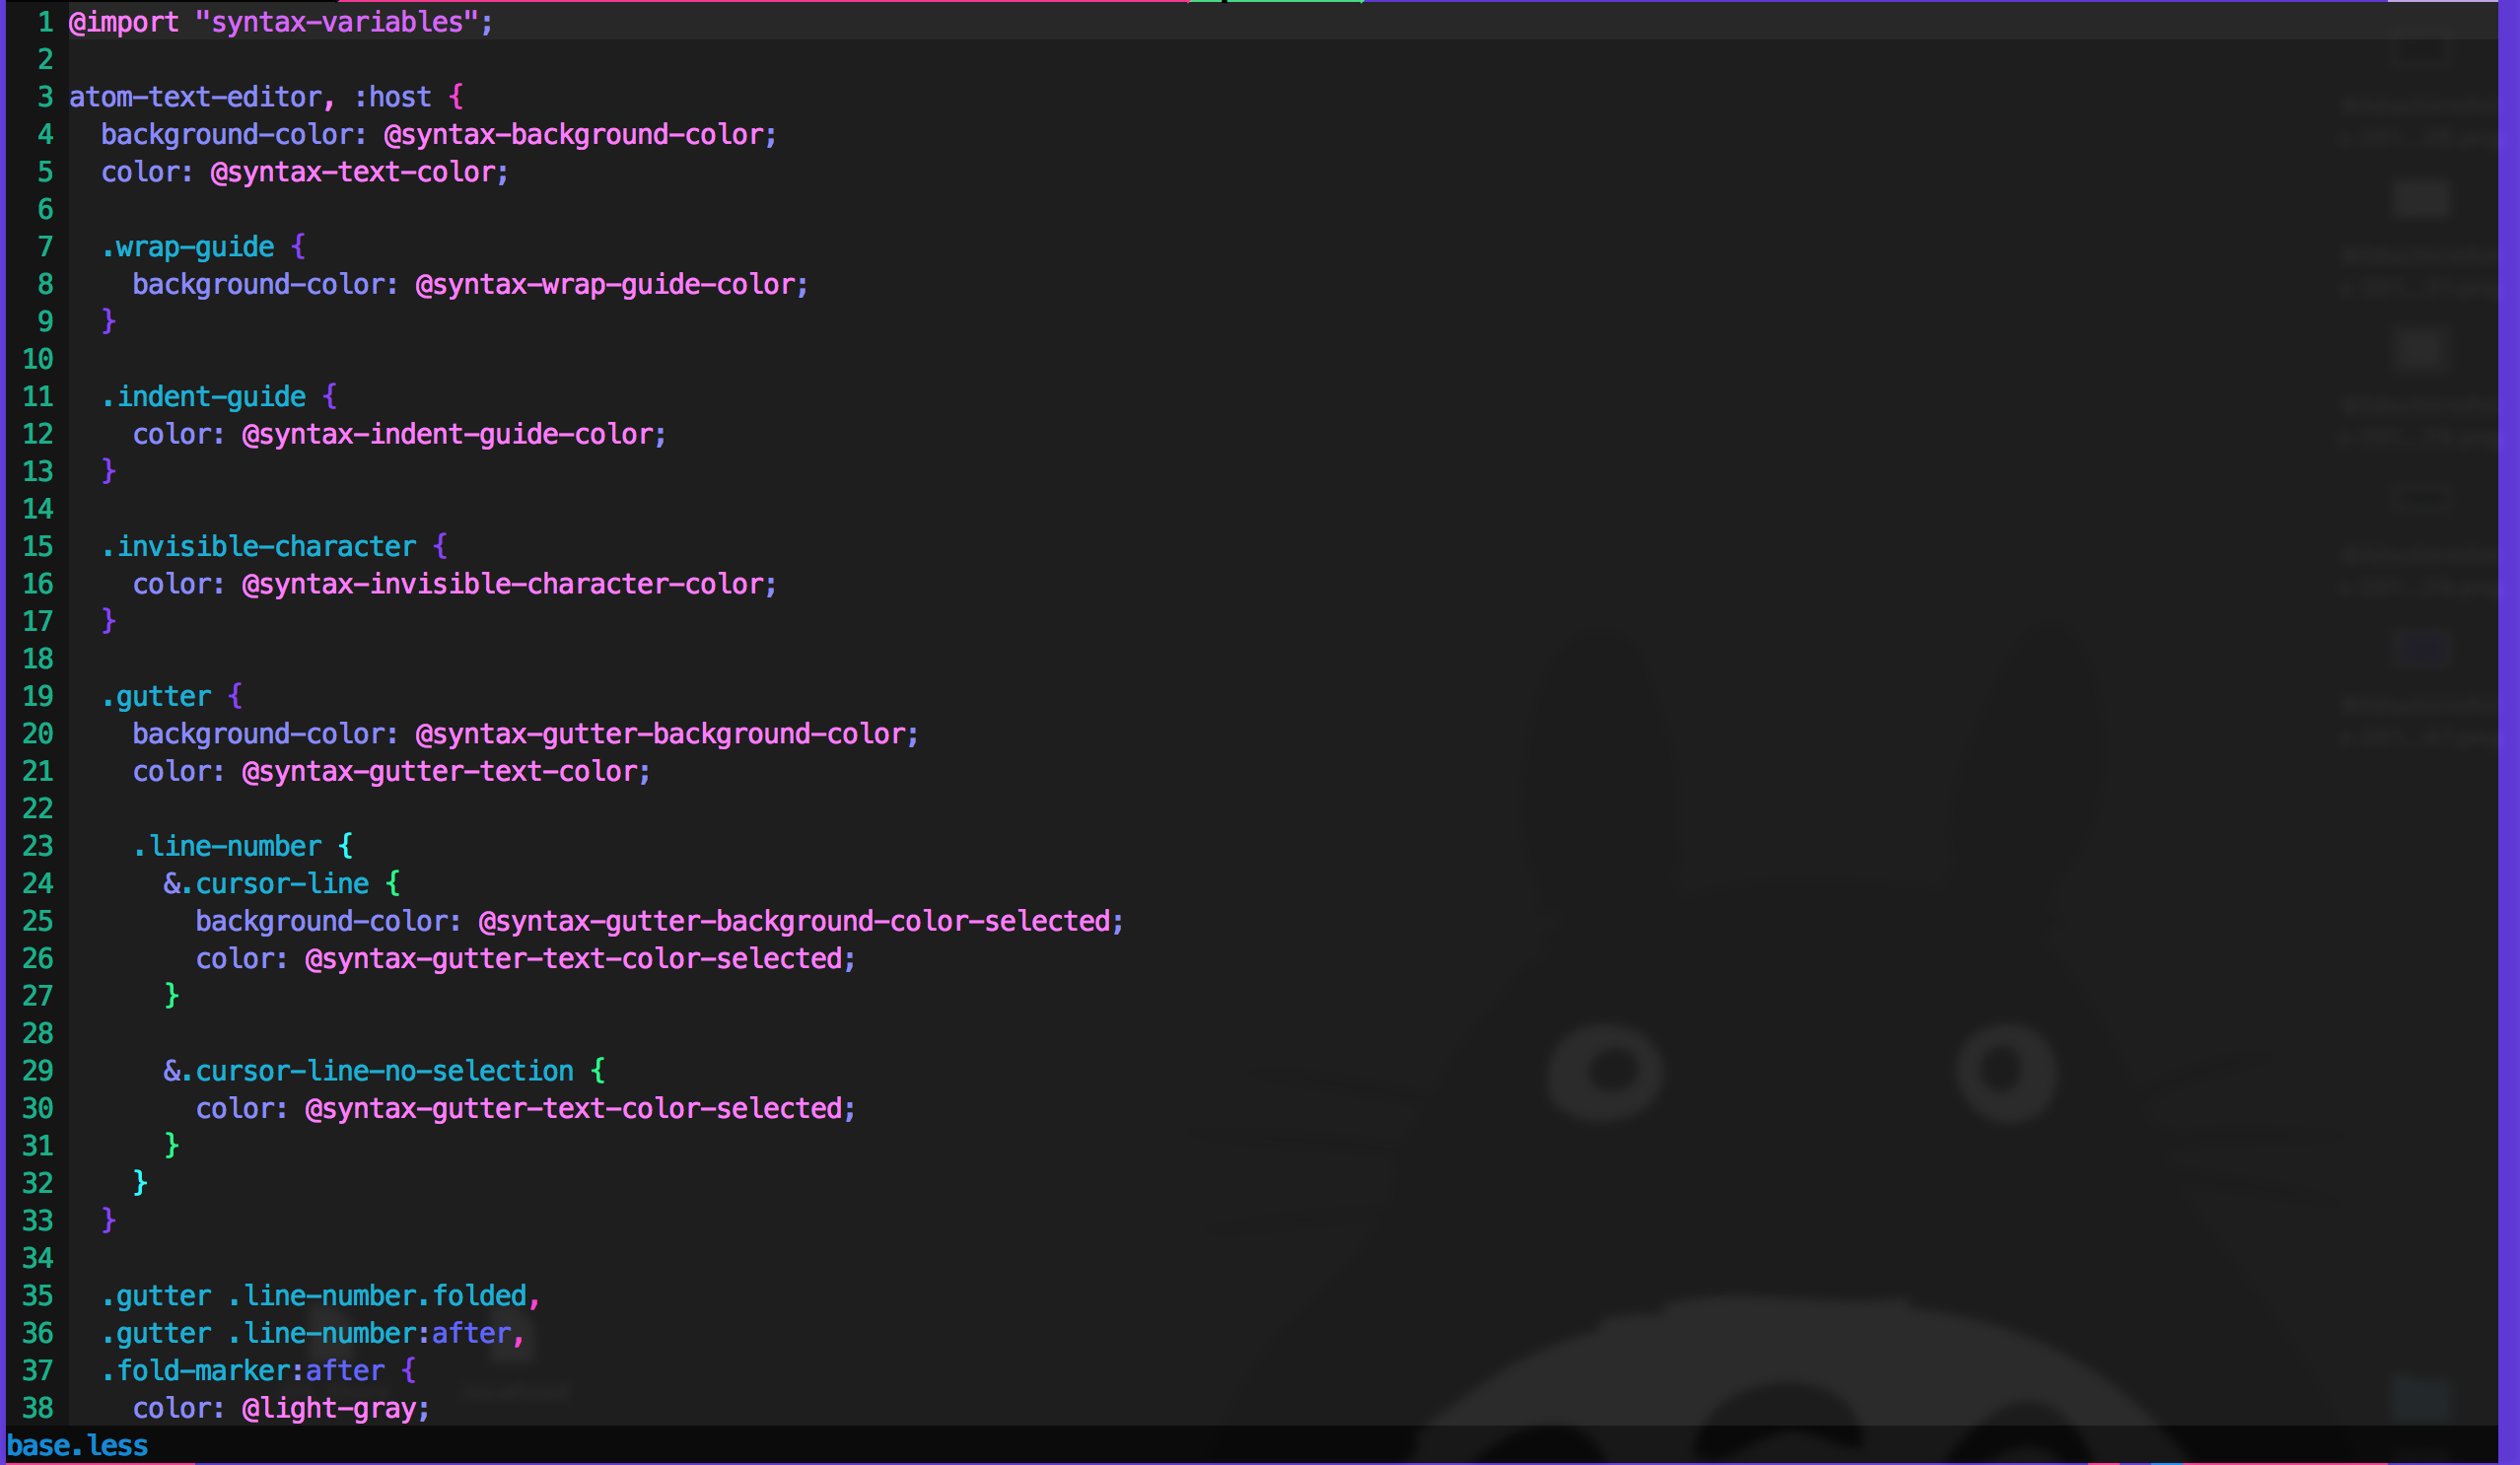 1 @import "syntax-variables";
2
3 atom-text-editor, :host {
4   background-color: @syntax-background-color;
5   color: @syntax-text-color;
6
7   .wrap-guide {
8     background-color: @syntax-wrap-guide-color;
9   }
10
11   .indent-guide {
12     color: @syntax-indent-guide-color;
13   }
14
15   .invisible-character {
16     color: @syntax-invisible-character-color;
17   }
18
19   .gutter {
20     background-color: @syntax-gutter-background-color;
21     color: @syntax-gutter-text-color;
22
23     .line-number {
24       &.cursor-line {
25         background-color: @syntax-gutter-background-color-selected;
26         color: @syntax-gutter-text-color-selected;
27       }
28
29       &.cursor-line-no-selection {
30         color: @syntax-gutter-text-color-selected;
31       }
32     }
33   }
34
35   .gutter .line-number.folded,
36   .gutter .line-number:after,
37   .fold-marker:after {
38     color: @light-gray;
base.less